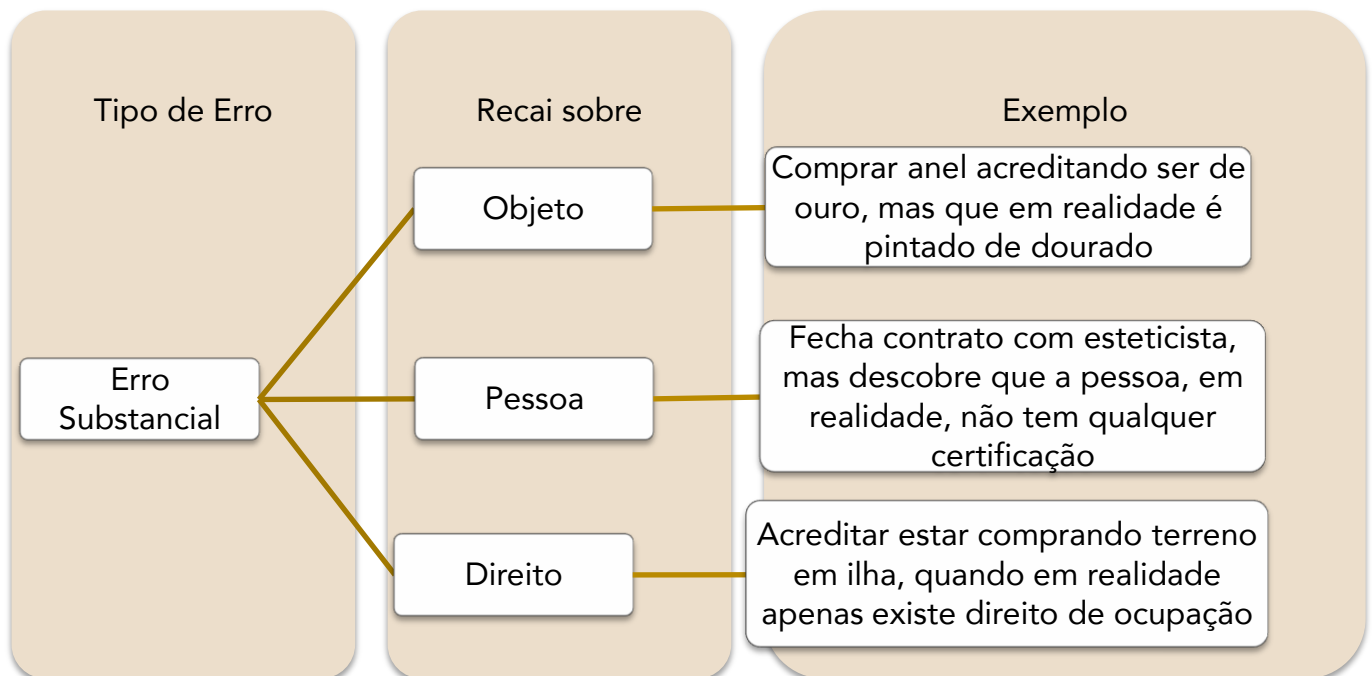 Tipo de Erro
Recai sobre
Exemplo
Erro
Substancial
Objeto
Comprar anel acreditando ser de
ouro, mas que em realidade é
pintado de dourado
Pessoa
Fecha contrato com esteticista,
mas descobre que a pessoa, em
realidade, não tem qualquer
certificação
Direito
Acreditar estar comprando terreno
em ilha, quando em realidade
apenas existe direito de ocupação